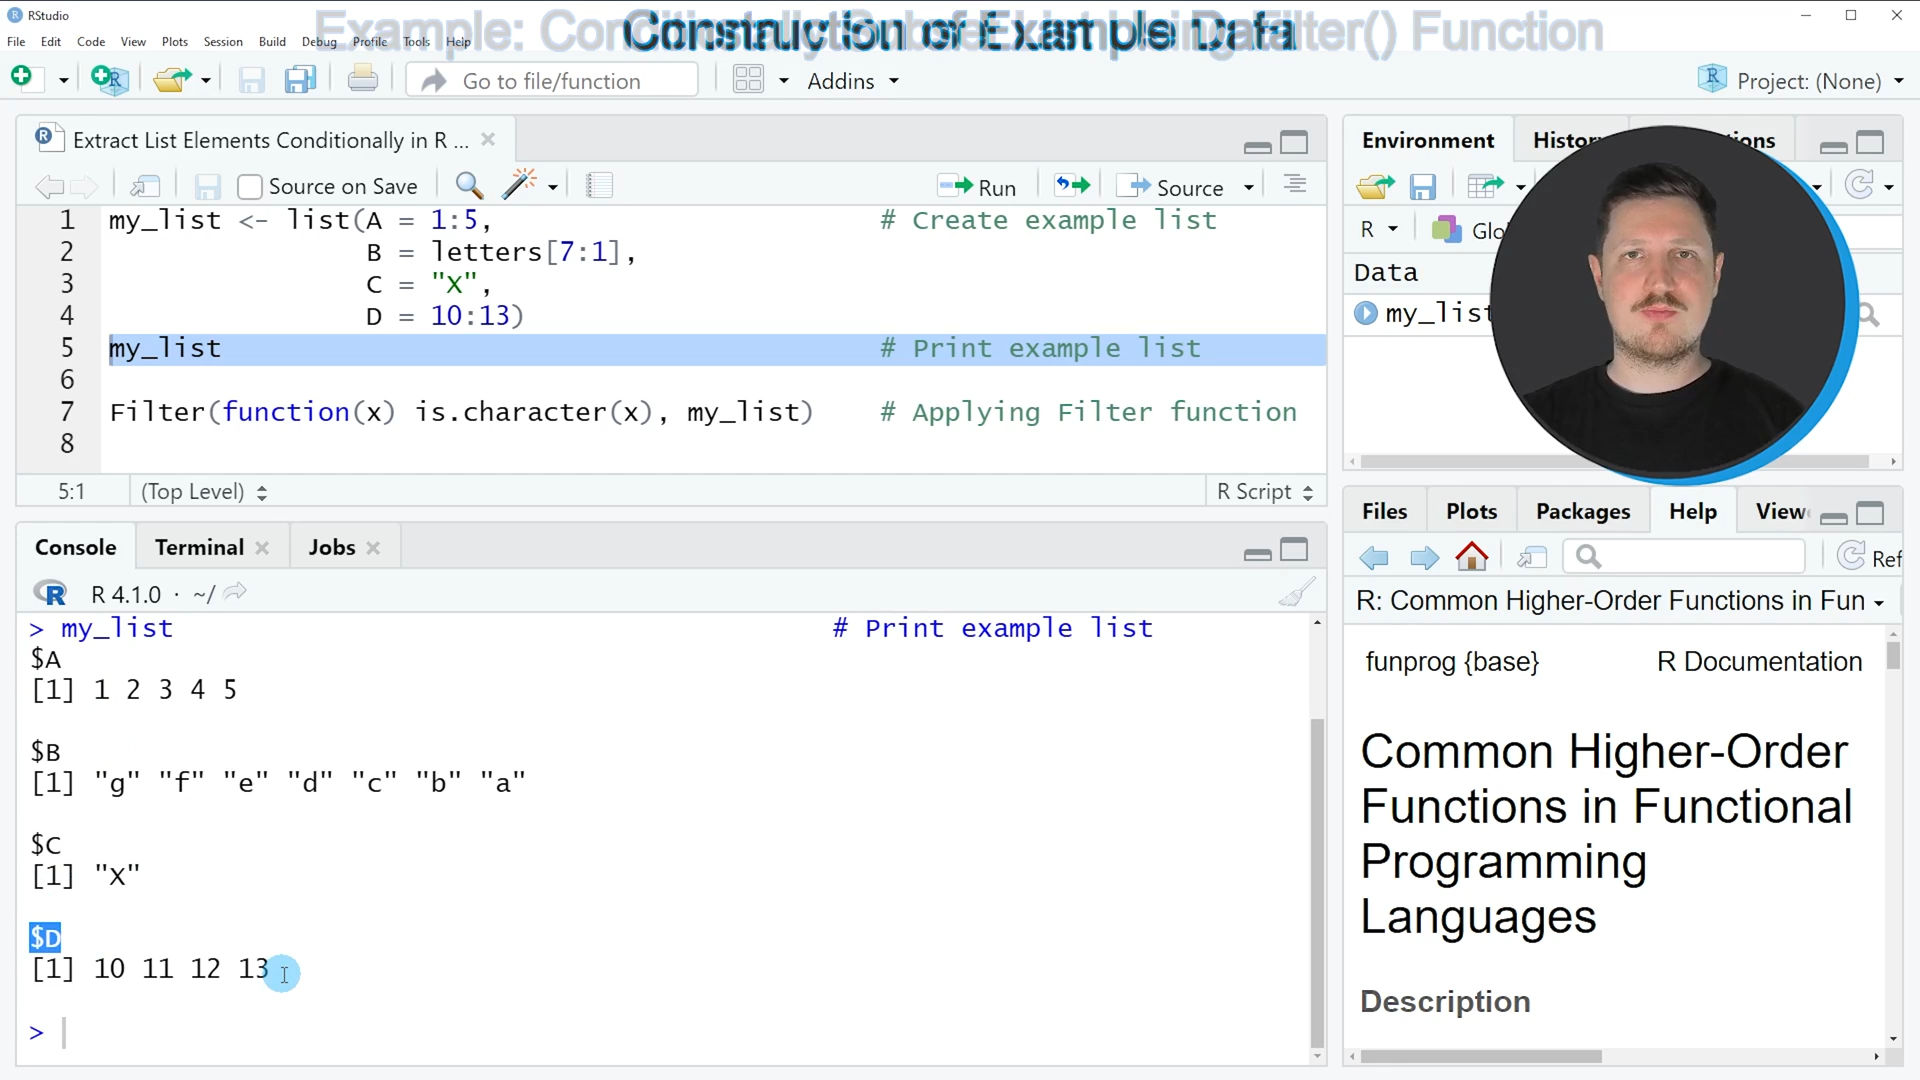 RStudio
Example: Con Filter() Function
Construction of Example Data
File Edit Code View Plots Session Build Debug Profile Tools Help
Go to file/function
Addins
Project: (None)
Extract List Elements Conditionally in R ...
Source on Save
Run
Source
1 my_list <- list(A = 1:5, # Create example list
2 B = letters[7:1],
3 C = "X",
4 D = 10:13)
5 my_list # Print example list
6
7 Filter(function(x) is.character(x), my_list) # Applying Filter function
8
5:1 (Top Level) R Script
Console Terminal Jobs
R 4.1.0 · ~/
> my_list # Print example list
$A
[1] 1 2 3 4 5
$B
[1] "g" "f" "e" "d" "c" "b" "a"
$C
[1] "X"
$D
[1] 10 11 12 13
>
Environment
R
Data
my_list
Files Plots Packages Help View
Ref
R: Common Higher-Order Functions in Fun
funprog {base} R Documentation
Common Higher-Order
Functions in Functional
Programming
Languages
Description